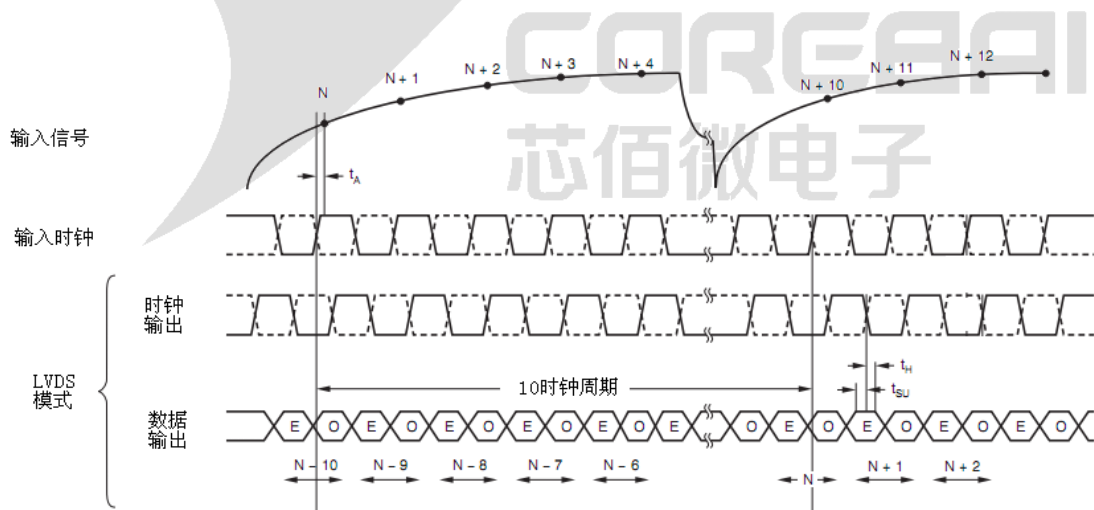 COREBAI
芯佰微电子
N
N + 1
N + 2
N + 3
N + 4
N + 10
N + 11
N + 12
输入信号
tA
输入时钟
时钟
输出
LVDS
模式
10时钟周期
tH
tSU
数据
输出
E O E O E O E O E O E O E O E O E O E O
N – 10 N – 9 N – 8 N – 7 N – 6 N N + 1 N + 2